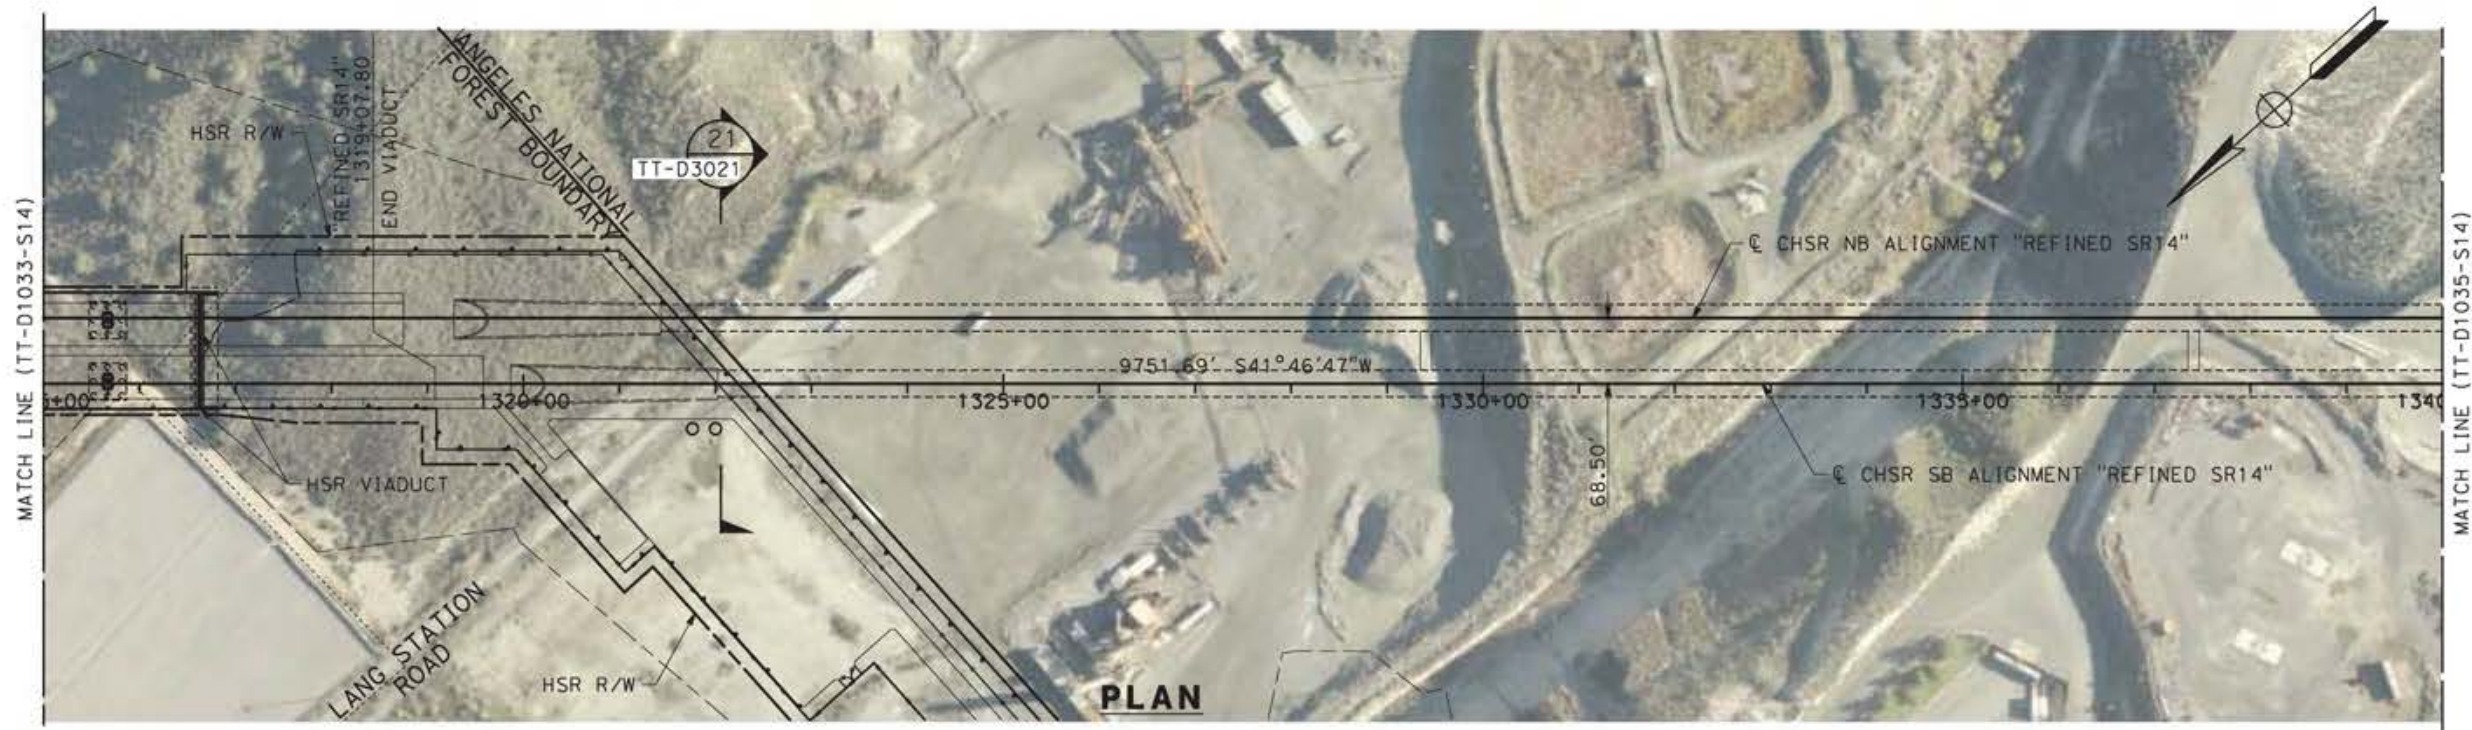 MATCH LINE (TT-D1033-S14)
HSR R/W
"REFINED SR14"
1319+07.80
END VIADUCT
ANGELES NATIONAL
FOREST BOUNDARY
21
TT-D3021
℄ CHSR NB ALIGNMENT "REFINED SR14"
9751.69' S41°46'47"W
5+00
1320+00
1325+00
1330+00
1335+00
1340
HSR VIADUCT
68.50'
℄ CHSR SB ALIGNMENT "REFINED SR14"
LANG STATION
ROAD
HSR R/W
PLAN
MATCH LINE (TT-D1035-S14)